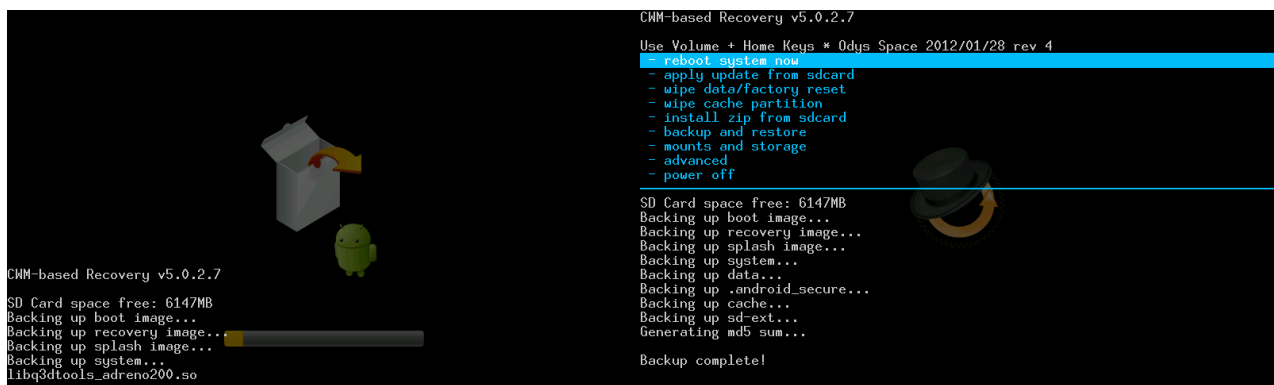 CWM-based Recovery v5.0.2.7
SD Card space free: 6147MB
Backing up boot image...
Backing up recovery image...
Backing up splash image...
Backing up system...
libq3dtools_adreno200.so
CWM-based Recovery v5.0.2.7
Use Volume + Home Keys * Odys Space 2012/01/28 rev 4
- reboot system now
- apply update from sdcard
- wipe data/factory reset
- wipe cache partition
- install zip from sdcard
- backup and restore
- mounts and storage
- advanced
- power off
SD Card space free: 6147MB
Backing up boot image...
Backing up recovery image...
Backing up splash image...
Backing up system...
Backing up data...
Backing up .android_secure...
Backing up cache...
Backing up sd-ext...
Generating md5 sum...
Backup complete!